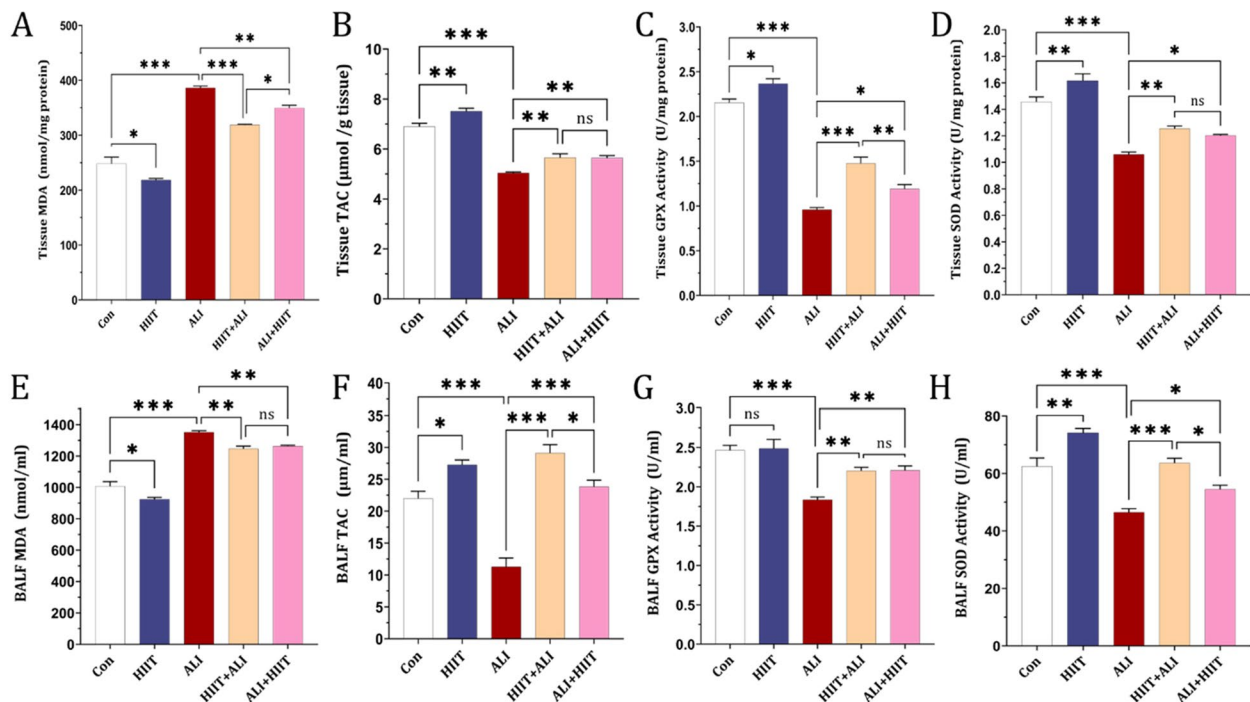 A
Tissue MDA (nmol/mg protein)
500
400
300
200
100
0
***
*
**
***
*
Con
HIIT
ALI
HIIT+ALI
ALI+HIIT
B
Tissue TAC (μmol /g tissue)
10
8
6
4
2
0
***
**
**
**
ns
Con
HIIT
ALI
HIIT+ALI
ALI+HIIT
C
Tissue GPX Activity (U/mg protein)
3.0
2.5
2.0
1.5
1.0
0.5
0.0
***
*
*
***
**
Con
HIIT
ALI
HIIT+ALI
ALI+HIIT
D
Tissue SOD Activity (U/mg protein)
2.0
1.8
1.6
1.4
1.2
1.0
0.8
0.6
0.4
0.2
0.0
***
**
*
**
ns
Con
HIIT
ALI
HIIT+ALI
ALI+HIIT
E
BALF MDA (nmol/ml)
1600
1400
1200
1000
800
600
400
200
0
***
*
**
**
ns
Con
HIIT
ALI
HIIT+ALI
ALI+HIIT
F
BALF TAC (μm/ml)
40
35
30
25
20
15
10
5
0
***
*
***
***
*
Con
HIIT
ALI
HIIT+ALI
ALI+HIIT
G
BALF GPX Activity (U/ml)
3.0
2.5
2.0
1.5
1.0
0.5
0.0
***
ns
**
**
ns
Con
HIIT
ALI
HIIT+ALI
ALI+HIIT
H
BALF SOD Activity (U/ml)
80
60
40
20
0
***
**
*
***
*
Con
HIIT
ALI
HIIT+ALI
ALI+HIIT